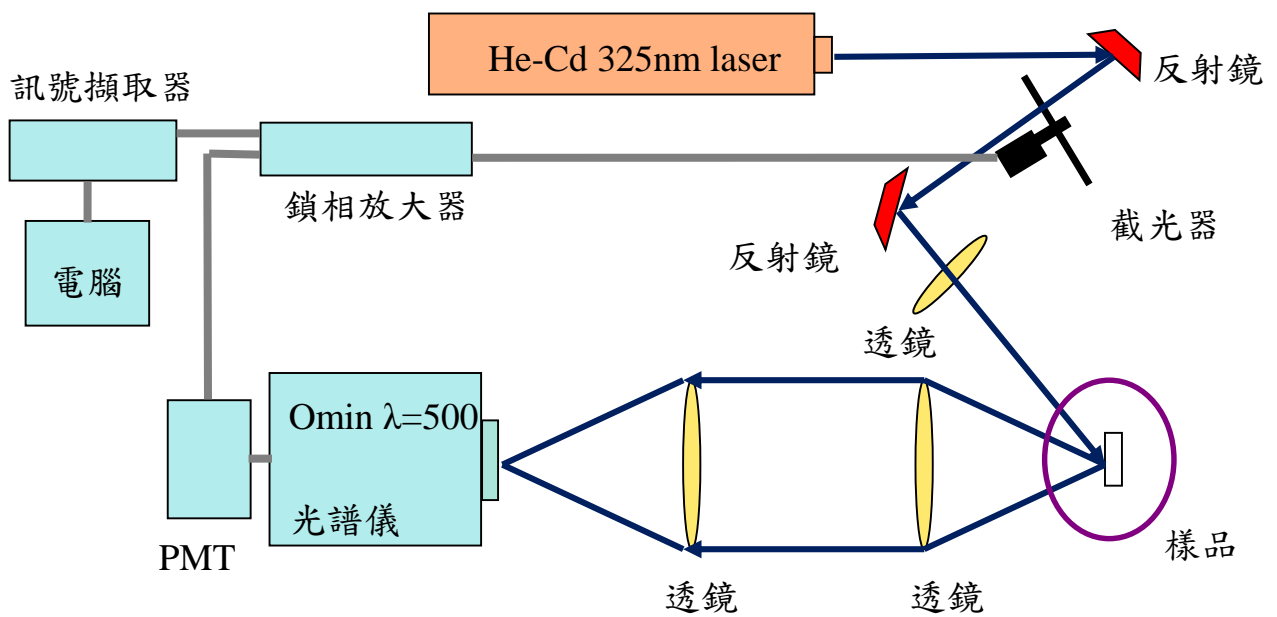 He-Cd 325nm laser
反射鏡
訊號擷取器
鎖相放大器
截光器
反射鏡
電腦
透鏡
Omin λ=500
光譜儀
PMT
樣品
透鏡
透鏡